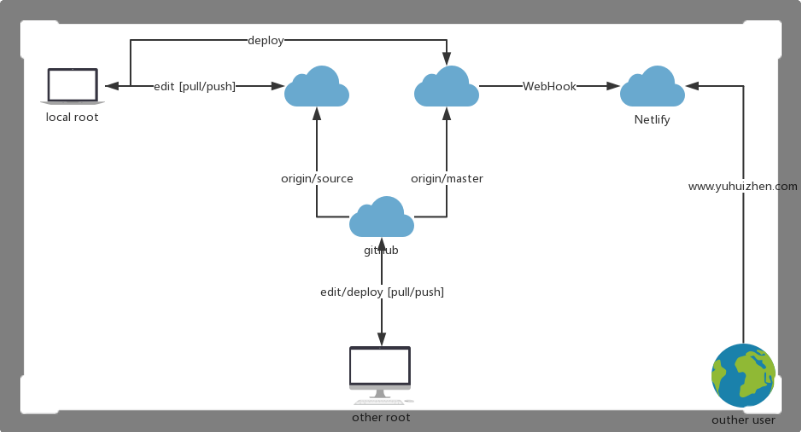 deploy
edit [pull/push]
WebHook
local root
Netlify
origin/source
origin/master
www.yuhuizhen.com
github
edit/deploy [pull/push]
other root
outher user